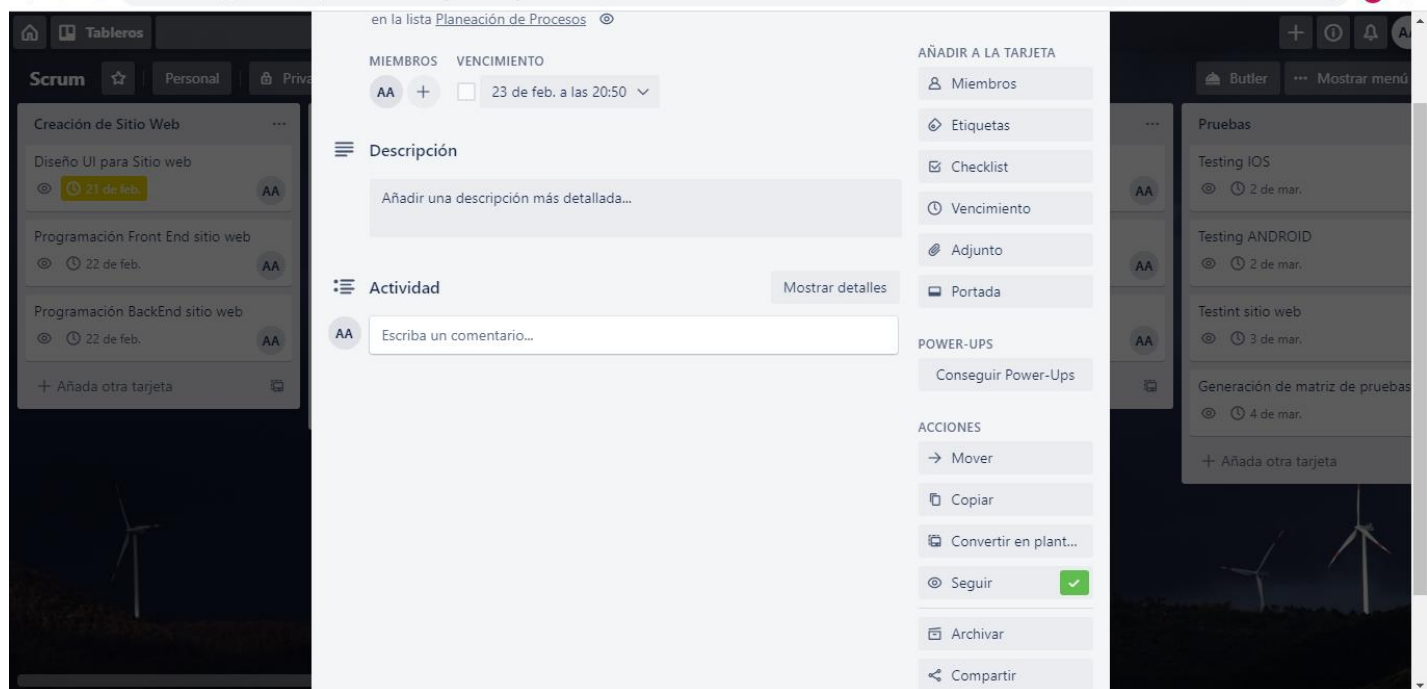 en la lista Planeación de Procesos
Tableros
Scrum
Personal
Priva
Butler
Mostrar menú
Creación de Sitio Web
Diseño UI para Sitio web
21 de feb.
AA
Programación Front End sitio web
22 de feb.
AA
Programación BackEnd sitio web
22 de feb.
AA
+ Añada otra tarjeta
MIEMBROS VENCIMIENTO
AA + 23 de feb. a las 20:50
Descripción
Añadir una descripción más detallada...
Actividad
Mostrar detalles
AA
Escriba un comentario...
AÑADIR A LA TARJETA
Miembros
Etiquetas
Checklist
Vencimiento
Adjunto
Portada
POWER-UPS
Conseguir Power-Ups
ACCIONES
Mover
Copiar
Convertir en plant...
Seguir
Archivar
Compartir
AA
AA
AA
Pruebas
Testing IOS
2 de mar.
Testing ANDROID
2 de mar.
Testint sitio web
3 de mar.
Generación de matriz de pruebas
4 de mar.
+ Añada otra tarjeta